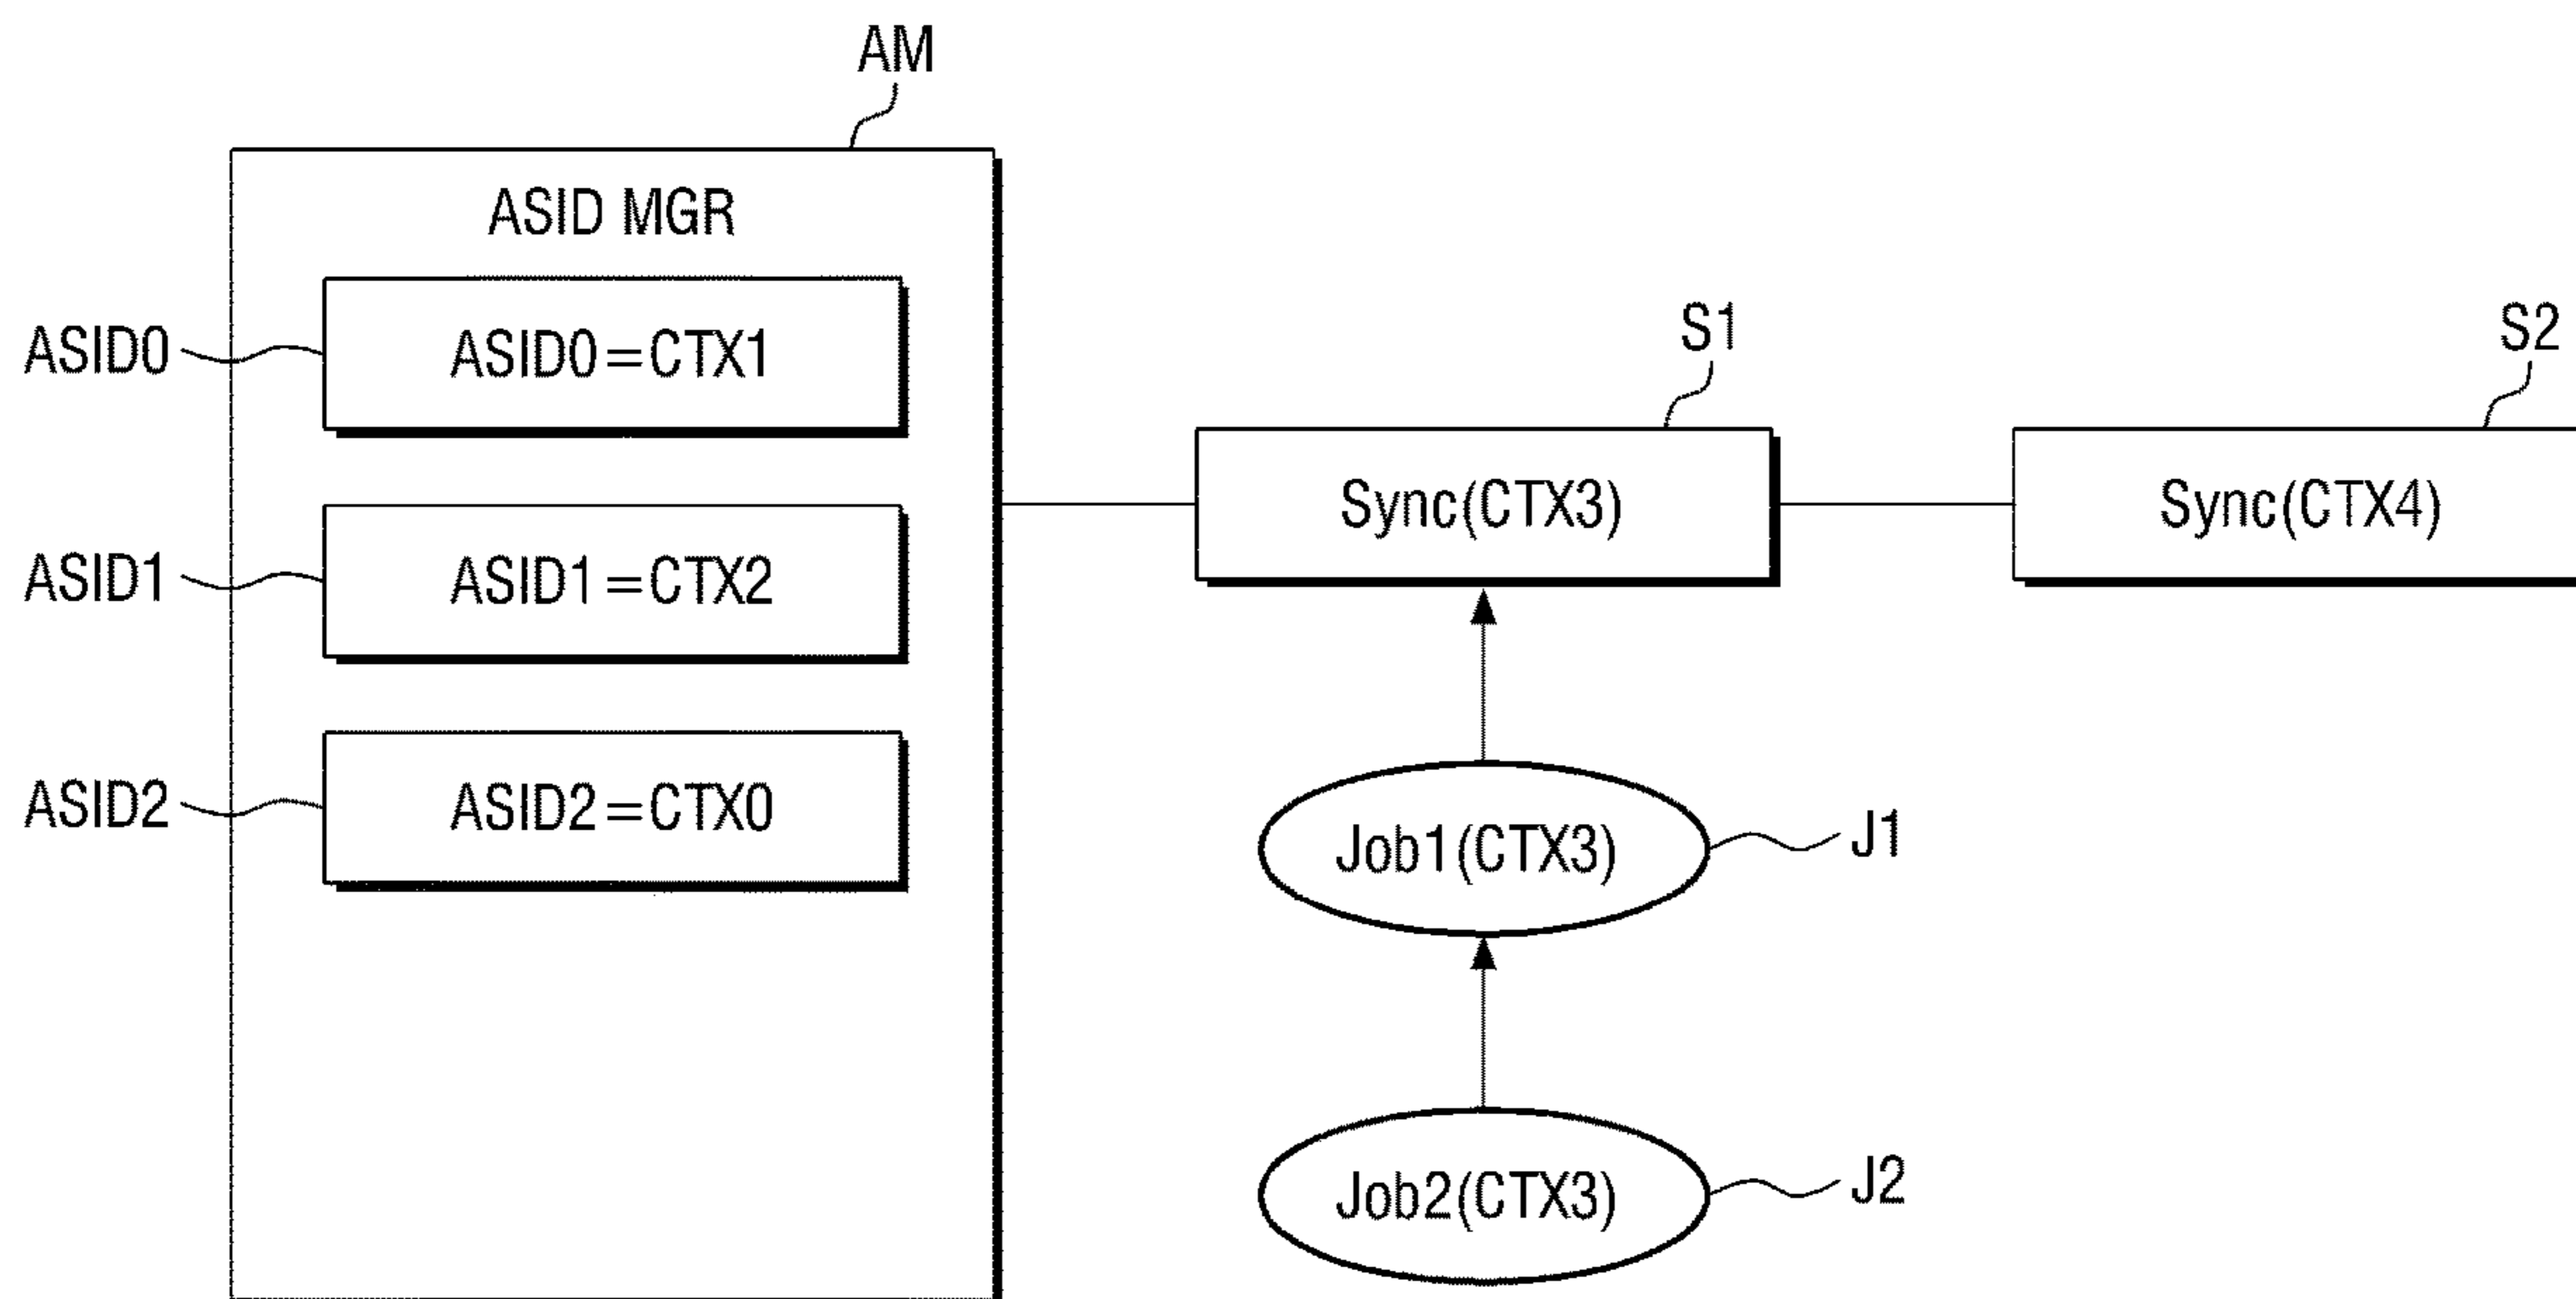 AM
ASID MGR
ASID0
ASID0=CTX1
S1
S2
Sync(CTX3)
Sync(CTX4)
ASID1
ASID1=CTX2
ASID2
ASID2=CTX0
Job1(CTX3)
J1
Job2(CTX3)
J2